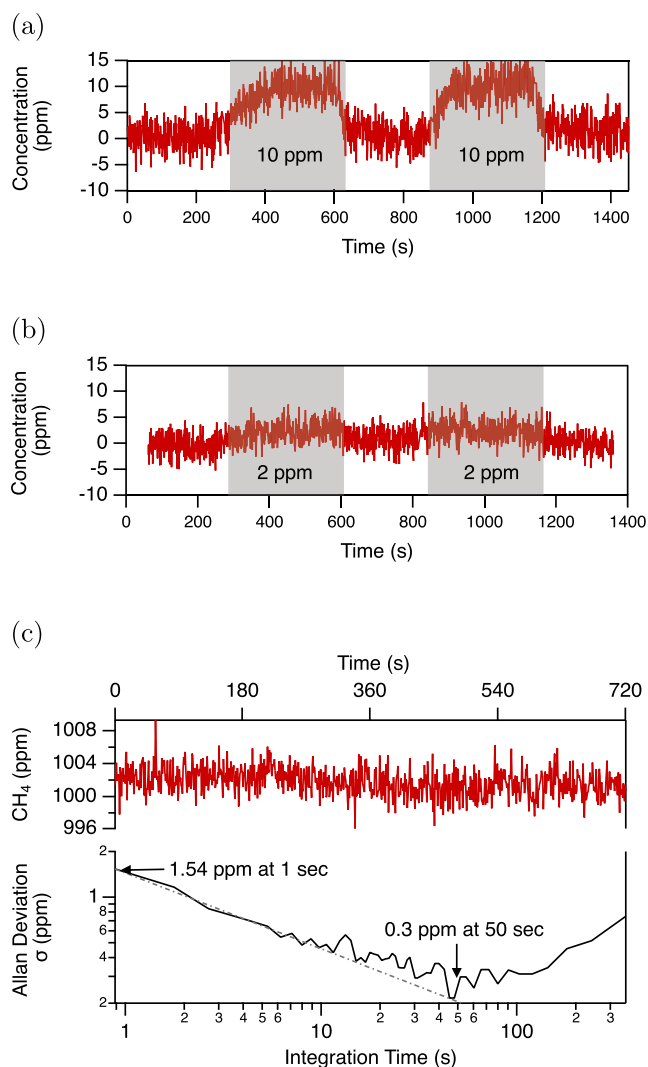 (a)
Concentration
(ppm)
15
10
5
0
-5
-10
10 ppm
10 ppm
0
200
400
600
800
1000
1200
1400
Time (s)
(b)
Concentration
(ppm)
15
10
5
0
-5
-10
2 ppm
2 ppm
0
200
400
600
800
1000
1200
1400
Time (s)
(c)
Time (s)
0
180
360
540
720
CH₄ (ppm)
1008
1004
1000
996
Allan Deviation
σ (ppm)
2
1
8
6
4
2
1.54 ppm at 1 sec
0.3 ppm at 50 sec
1
2
3
4
5
6
10
2
3
4
5
6
100
2
3
Integration Time (s)